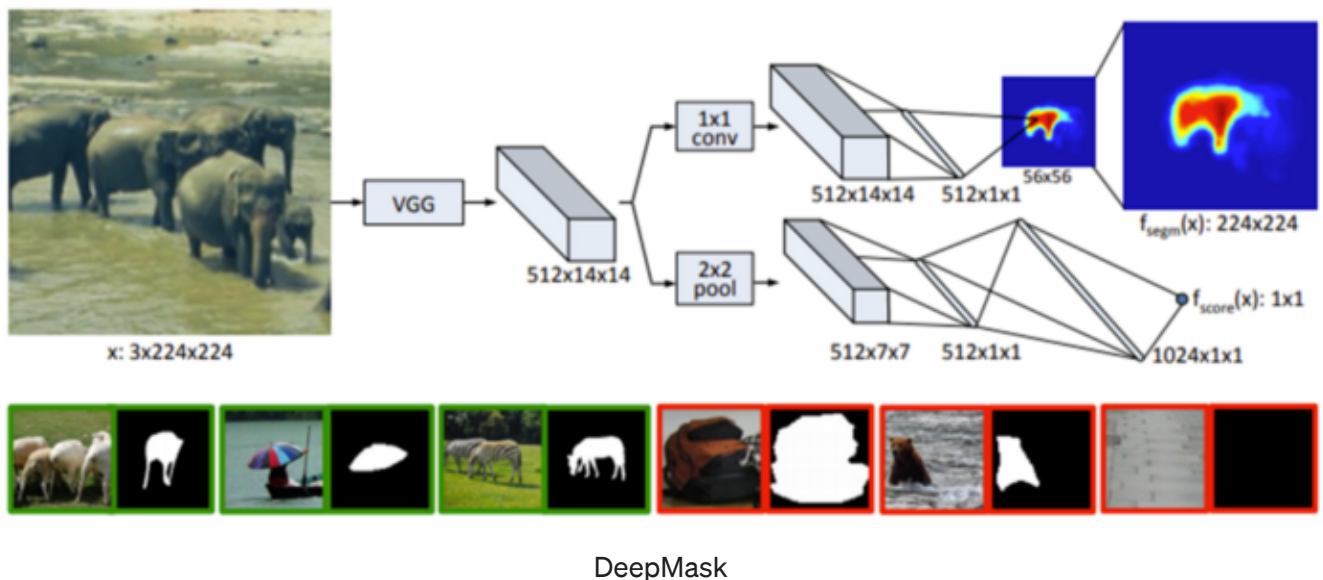 x: 3x224x224
VGG
512x14x14
1x1
conv
512x14x14
512x1x1
56x56
f_segm(x): 224x224
2x2
pool
512x7x7
512x1x1
1024x1x1
f_score(x): 1x1
DeepMask